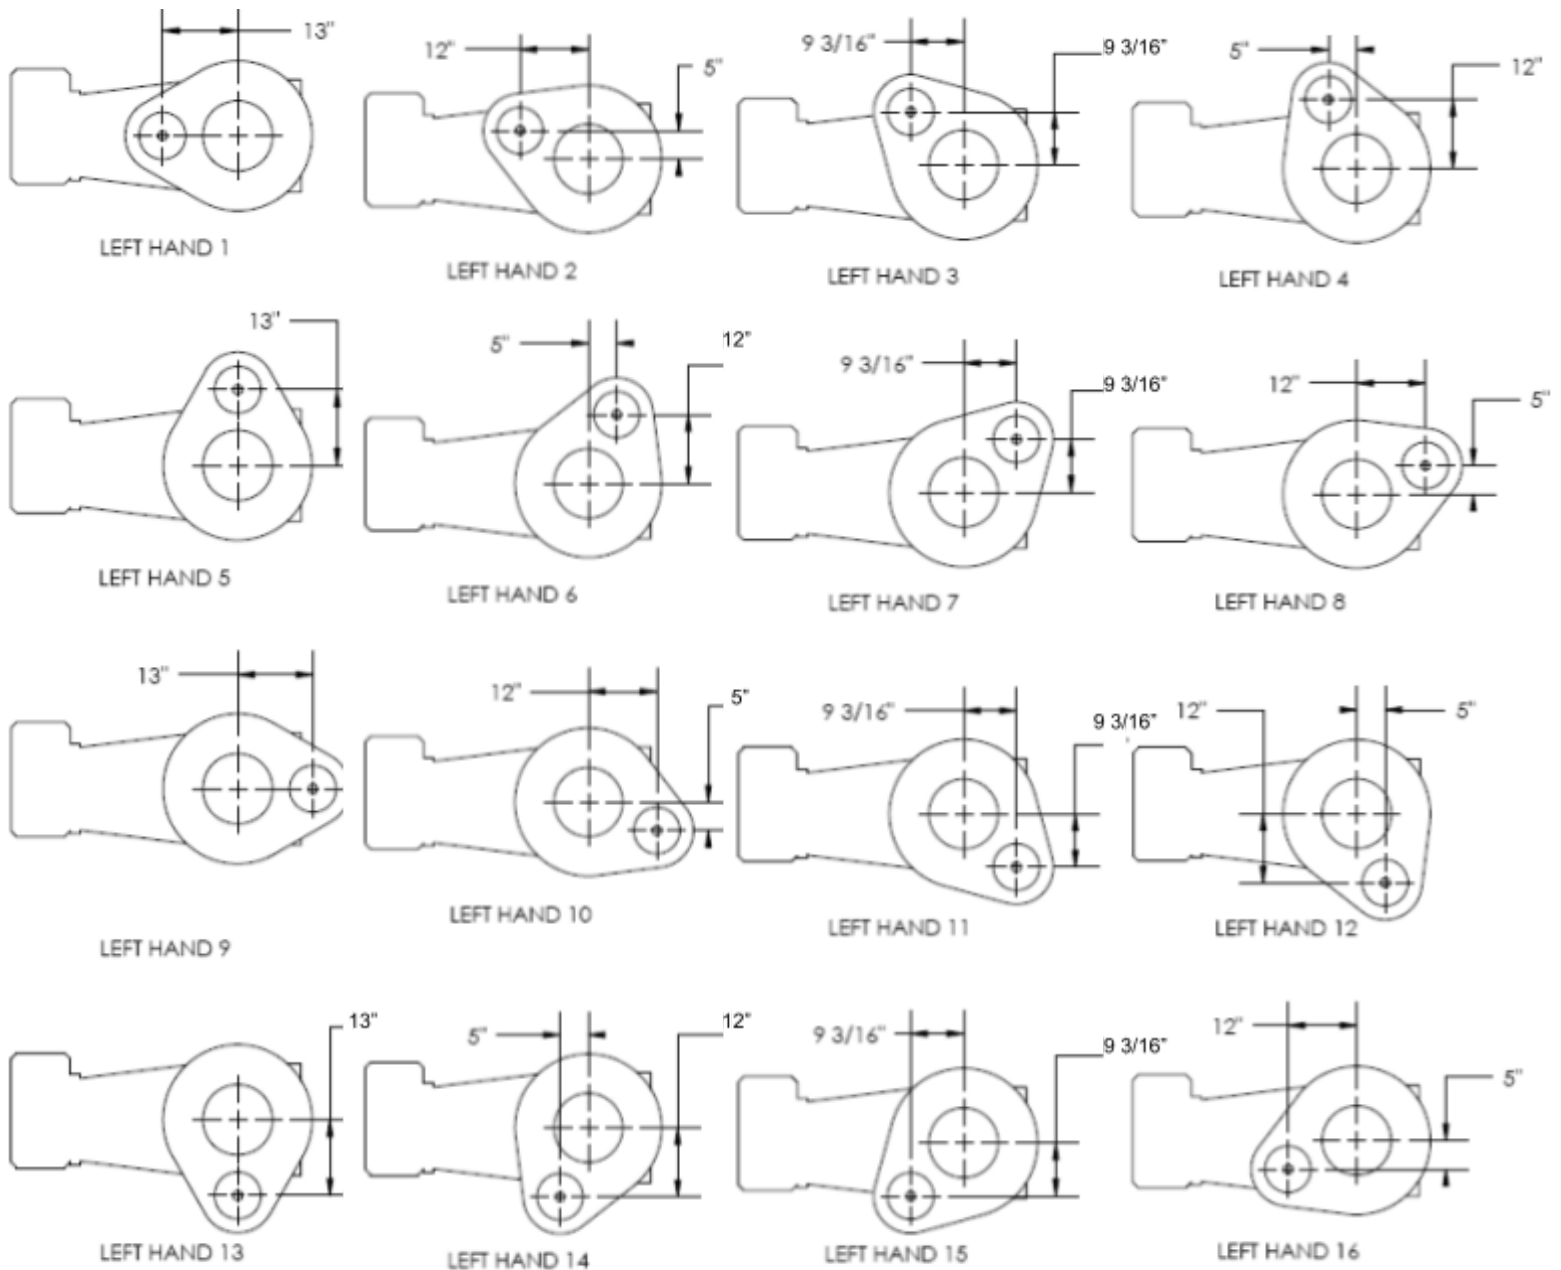 13"
12"
5"
9 3/16"
9 3/16"
5"
12"
LEFT HAND 1
LEFT HAND 2
LEFT HAND 3
LEFT HAND 4
13"
5"
12"
9 3/16"
9 3/16"
12"
5"
LEFT HAND 5
LEFT HAND 6
LEFT HAND 7
LEFT HAND 8
13"
12"
5"
9 3/16"
9 3/16"
12"
5"
LEFT HAND 9
LEFT HAND 10
LEFT HAND 11
LEFT HAND 12
13"
5"
12"
9 3/16"
9 3/16"
12"
5"
LEFT HAND 13
LEFT HAND 14
LEFT HAND 15
LEFT HAND 16